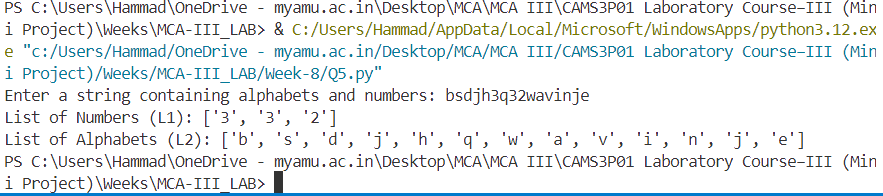 PS C:\Users\Hammad\OneDrive - myamu.ac.in\Desktop\MCA\MCA III\CAMS3P01 Laboratory Course–III (Min
i Project)\Weeks\MCA-III_LAB> & C:/Users/Hammad/AppData/Local/Microsoft/WindowsApps/python3.12.ex
e "c:/Users/Hammad/OneDrive - myamu.ac.in/Desktop/MCA/MCA III/CAMS3P01 Laboratory Course–III (Min
i Project)/Weeks/MCA-III_LAB/Week-8/Q5.py"
Enter a string containing alphabets and numbers: bsdjh3q32wavinje
List of Numbers (L1): ['3', '3', '2']
List of Alphabets (L2): ['b', 's', 'd', 'j', 'h', 'q', 'w', 'a', 'v', 'i', 'n', 'j', 'e']
PS C:\Users\Hammad\OneDrive - myamu.ac.in\Desktop\MCA\MCA III\CAMS3P01 Laboratory Course–III (Min
i Project)\Weeks\MCA-III_LAB>